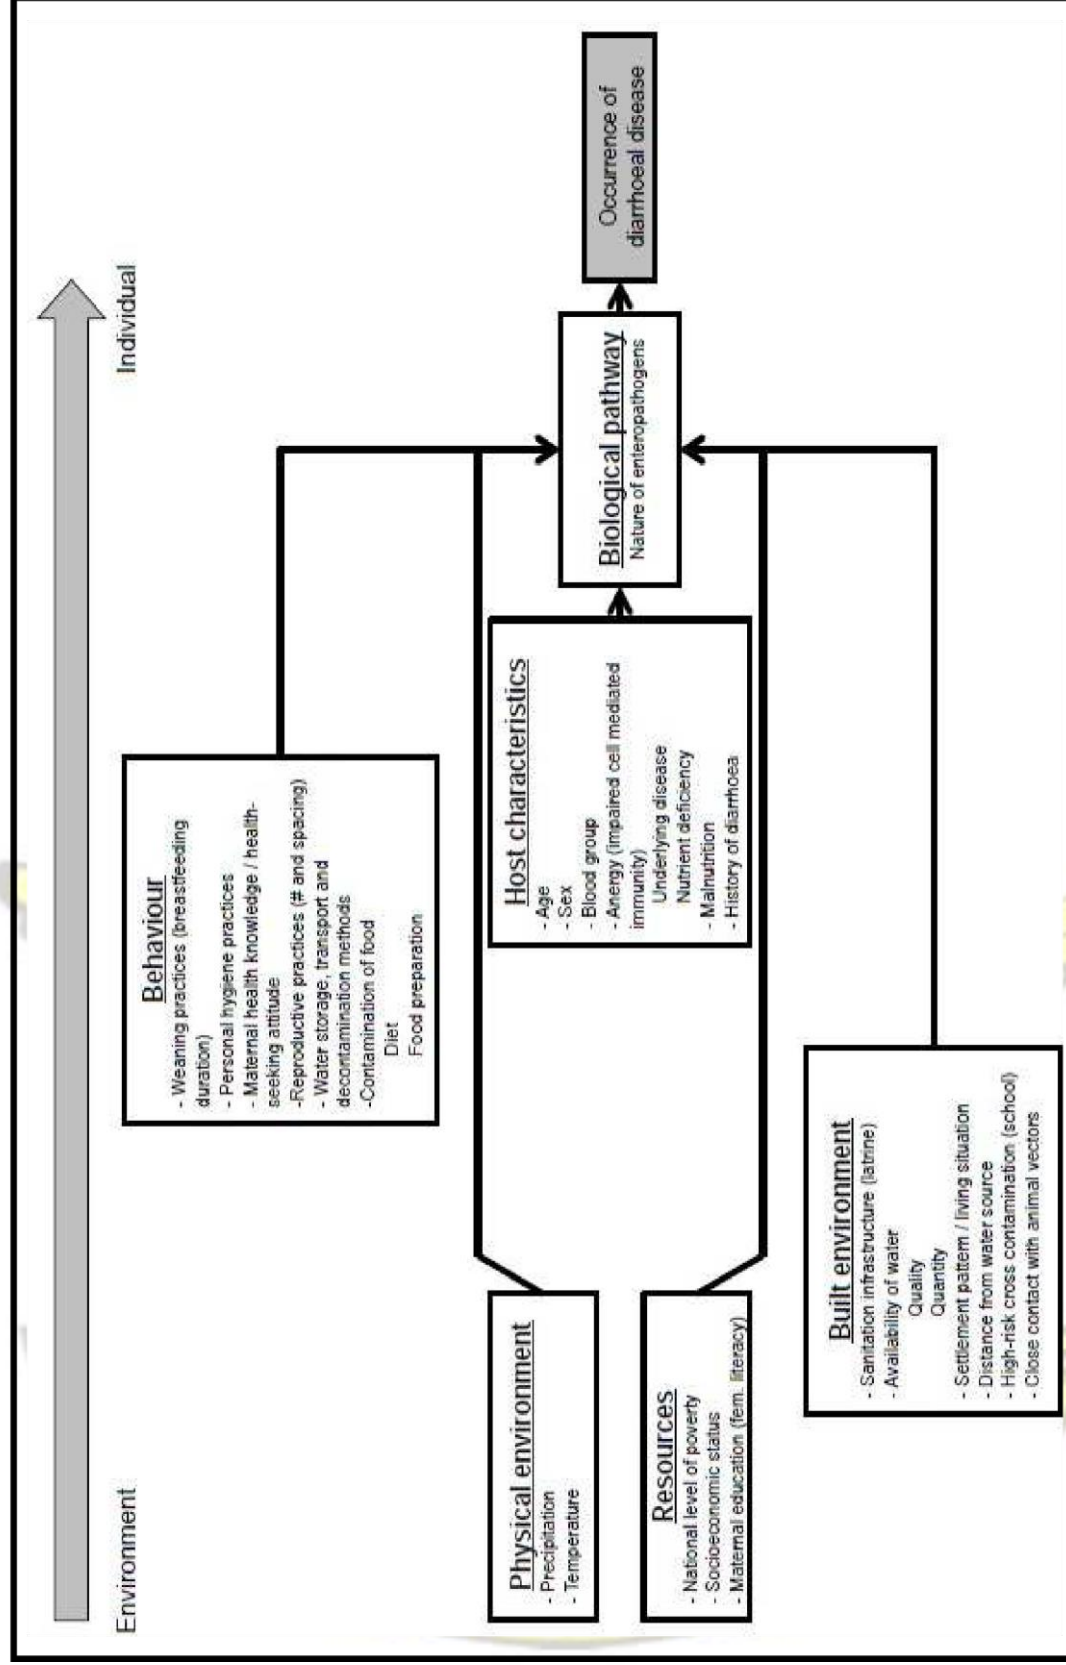 Environment
Individual
Behaviour
- Weaning practices (breastfeeding
duration)
- Personal hygiene practices
- Maternal health knowledge / health-
seeking attitude
-Reproductive practices (# and spacing)
- Water storage, transport and
decontamination methods
-Contamination of food
Diet
Food preparation
Physical environment
- Precipitation
- Temperature
Resources
- National level of poverty
- Socioeconomic status
- Maternal education (fem. literacy)
Host characteristics
- Age
- Sex
- Blood group
- Anergy (impaired cell mediated
immunity)
Underlying disease
Nutrient deficiency
- Malnutrition
- History of diarrhoea
Biological pathway
Nature of enteropathogens
Occurrence of
diarrhoeal disease
Built environment
- Sanitation infrastructure (latrine)
- Availability of water
Quality
Quantity
- Settlement pattern / living situation
- Distance from water source
- High-risk cross contamination (school)
- Close contact with animal vectors